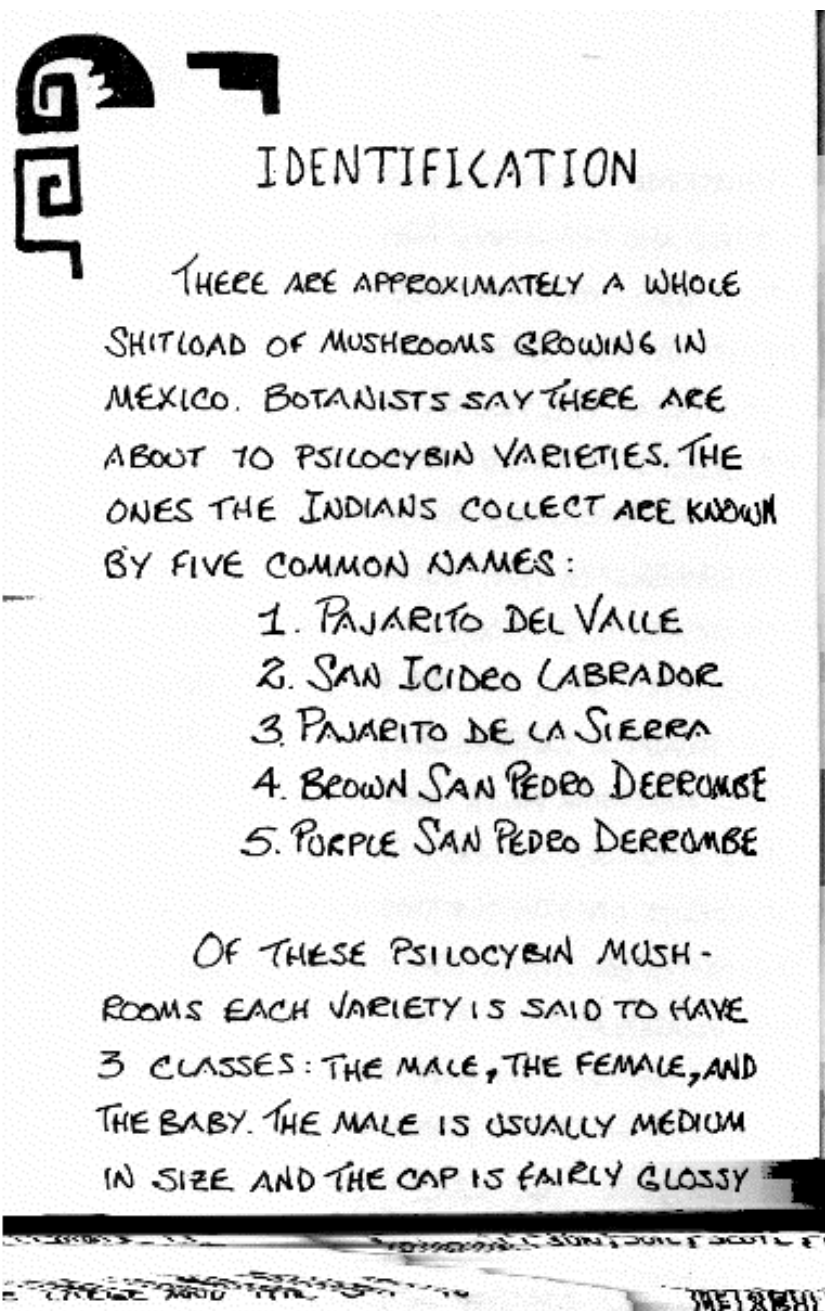 IDENTIFICATION
THERE ARE APPROXIMATELY A WHOLE
SHITLOAD OF MUSHROOMS GROWING IN
MEXICO. BOTANISTS SAY THERE ARE
ABOUT 70 PSILOCYBIN VARIETIES. THE
ONES THE INDIANS COLLECT ARE KNOWN
BY FIVE COMMON NAMES:
1. PAJARITO DEL VALLE
2. SAN ICIDRO LABRADOR
3. PAJARITO DE LA SIERRA
4. BROWN SAN PEDRO DERRUMBE
5. PURPLE SAN PEDRO DERRUMBE
OF THESE PSILOCYBIN MUSH-
ROOMS EACH VARIETY IS SAID TO HAVE
3 CLASSES: THE MALE, THE FEMALE, AND
THE BABY. THE MALE IS USUALLY MEDIUM
IN SIZE AND THE CAP IS FAIRLY GLOSSY